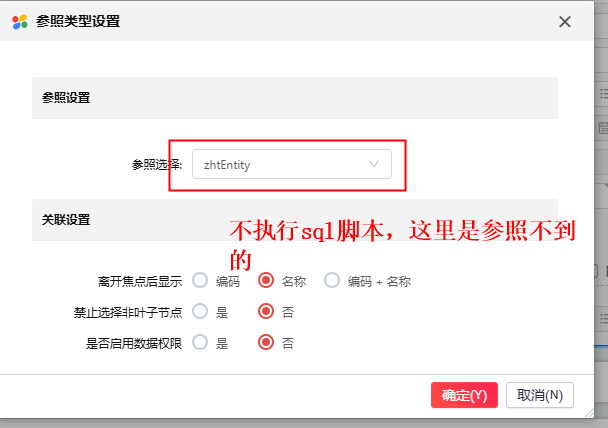 参照类型设置
参照设置
参照选择:
zhtEntity
关联设置
不执行sql脚本，这里是参照不到
的
离开焦点后显示 编码 名称 编码 + 名称
禁止选择非叶子节点 是 否
是否启用数据权限 是 否
确定(Y) 取消(N)